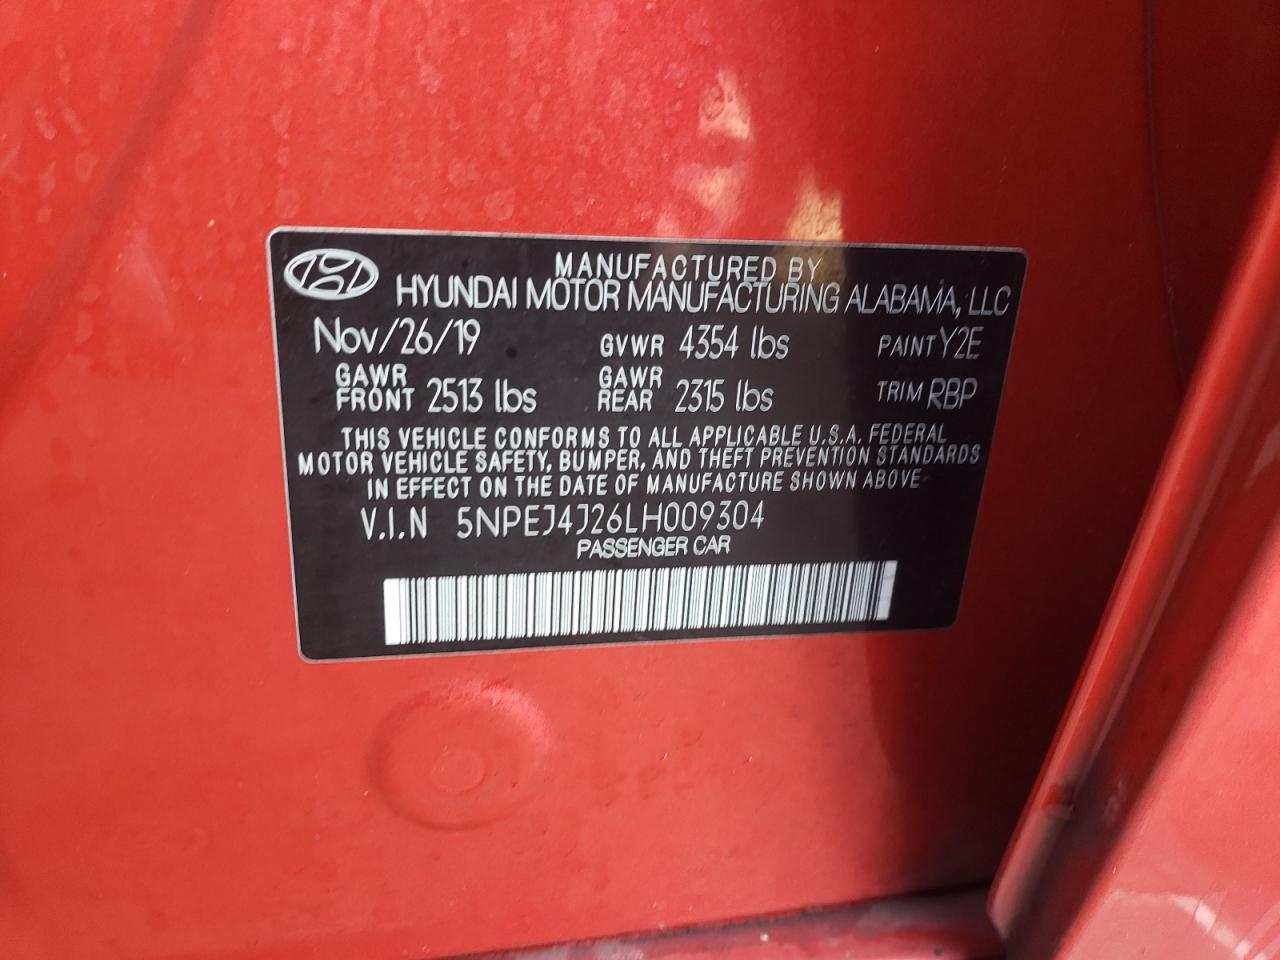 MANUFACTURED BY
HYUNDAI MOTOR MANUFACTURING ALABAMA, LLC
Nov/26/19 GVWR 4354 lbs PAINT Y2E
GAWR FRONT 2513 lbs GAWR REAR 2315 lbs TRIM RBP
THIS VEHICLE CONFORMS TO ALL APPLICABLE U.S.A. FEDERAL
MOTOR VEHICLE SAFETY, BUMPER, AND THEFT PREVENTION STANDARDS
IN EFFECT ON THE DATE OF MANUFACTURE SHOWN ABOVE
V.I.N 5NPEJ4J26LH009304
PASSENGER CAR